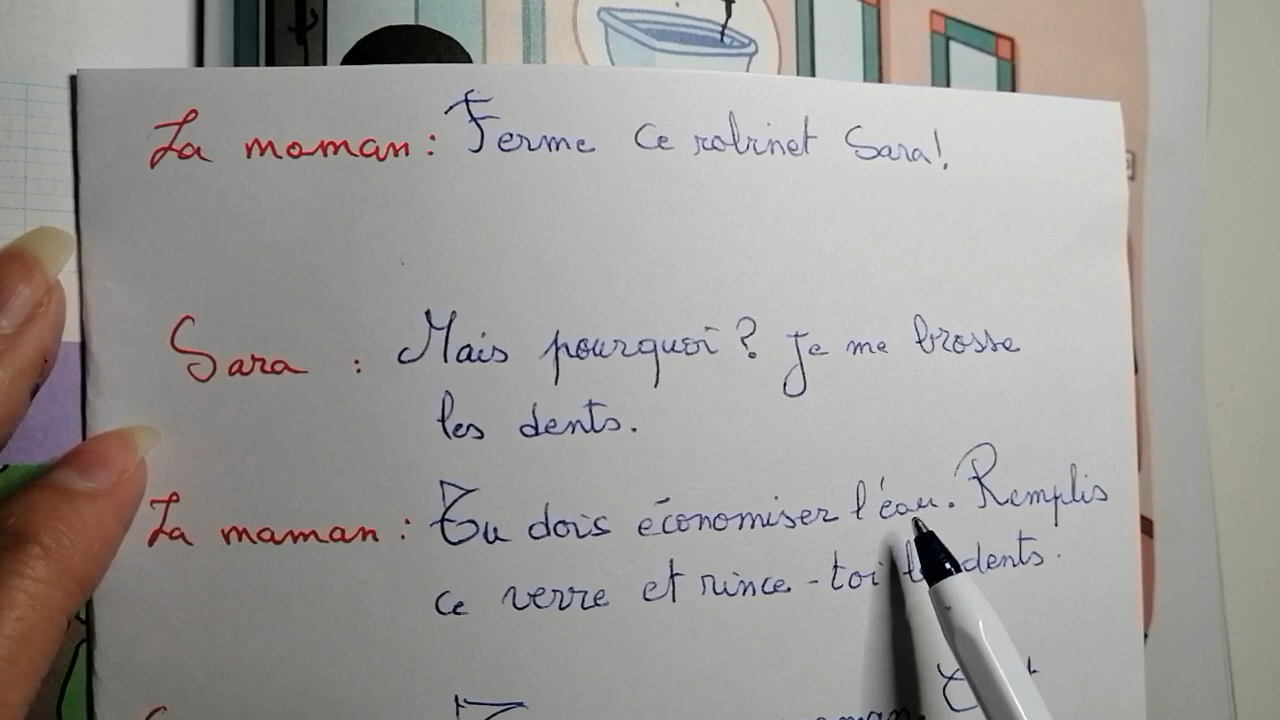 La maman : Ferme ce robinet Sara!
Sara : Mais pourquoi ? Je me brosse
les dents.
La maman : Tu dois économiser l'eau. Remplis
ce verre et rince-toi dents.